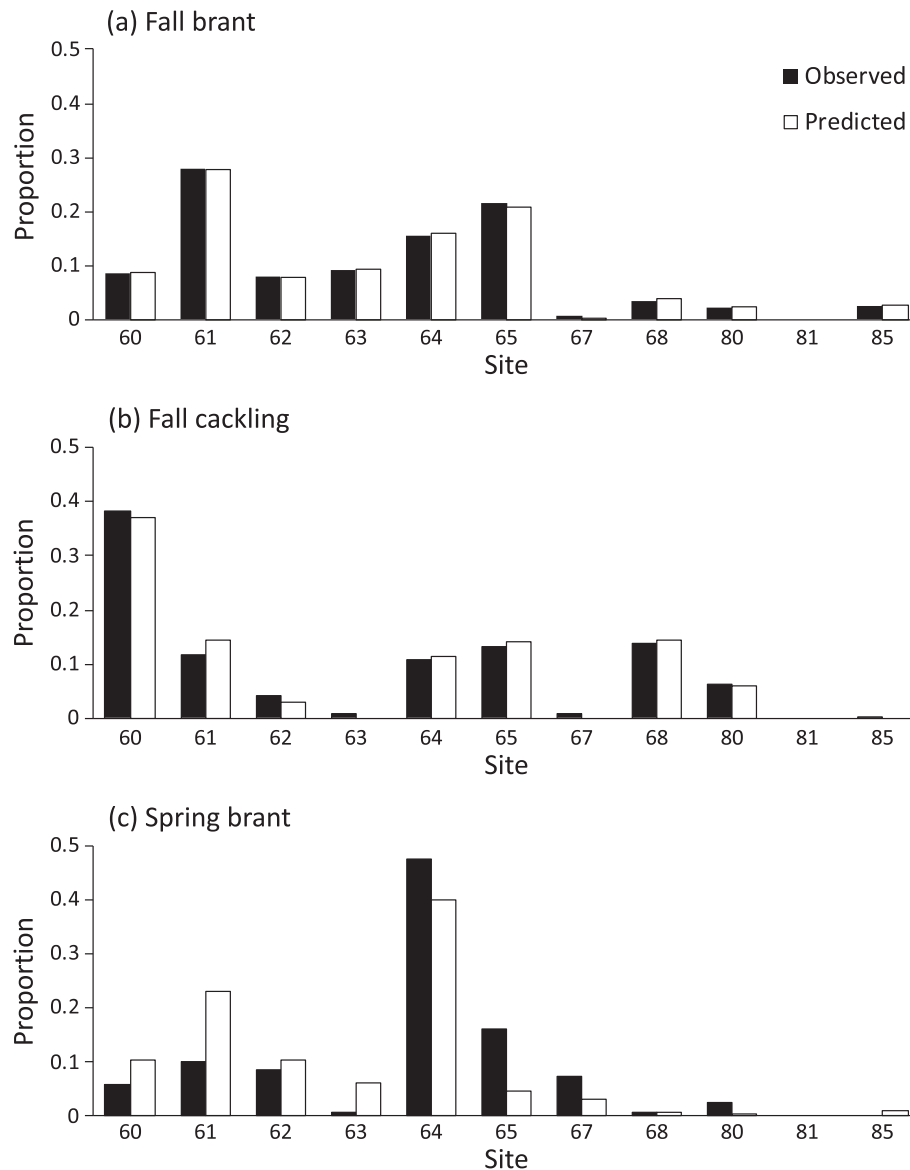 (a) Fall brant
0.5
0.4
0.3
0.2
0.1
0
Proportion
Observed
Predicted
60 61 62 63 64 65 67 68 80 81 85
Site
(b) Fall cackling
0.5
0.4
0.3
0.2
0.1
0
Proportion
60 61 62 63 64 65 67 68 80 81 85
Site
(c) Spring brant
0.5
0.4
0.3
0.2
0.1
0
Proportion
60 61 62 63 64 65 67 68 80 81 85
Site